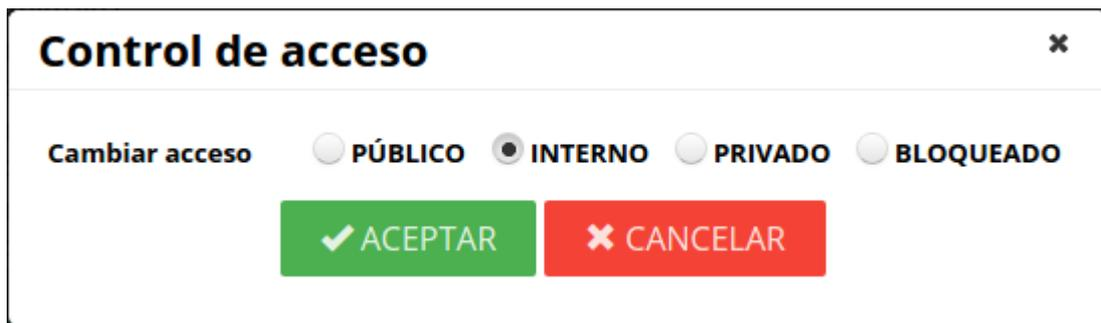 Control de acceso
Cambiar acceso PÚBLICO INTERNO PRIVADO BLOQUEADO
ACEPTAR CANCELAR